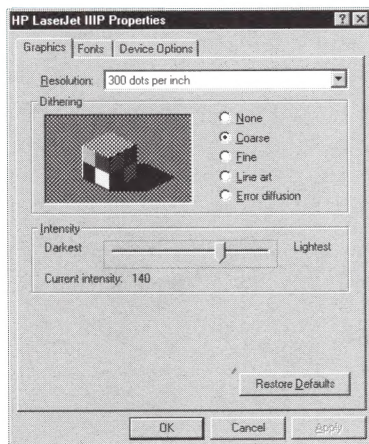 HP LaserJet IIIP Properties
Graphics Fonts Device Options
Resolution: 300 dots per inch
Dithering
None
Coarse
Fine
Line art
Error diffusion
Intensity
Darkest Lightest
Current intensity: 140
Restore Defaults
OK Cancel Apply